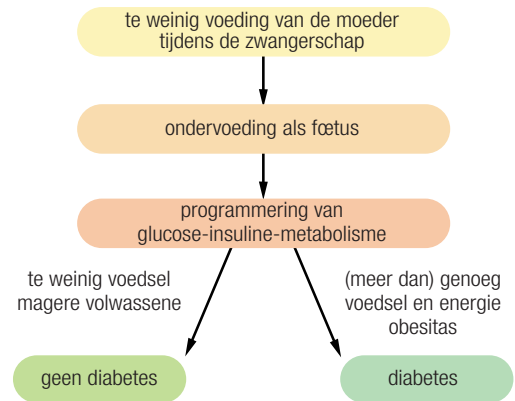 te weinig voeding van de moeder
tijdens de zwangerschap
ondervoeding als fœtus
programmering van
glucose-insuline-metabolisme
te weinig voedsel
magere volwassene
(meer dan) genoeg
voedsel en energie
obesitas
geen diabetes
diabetes